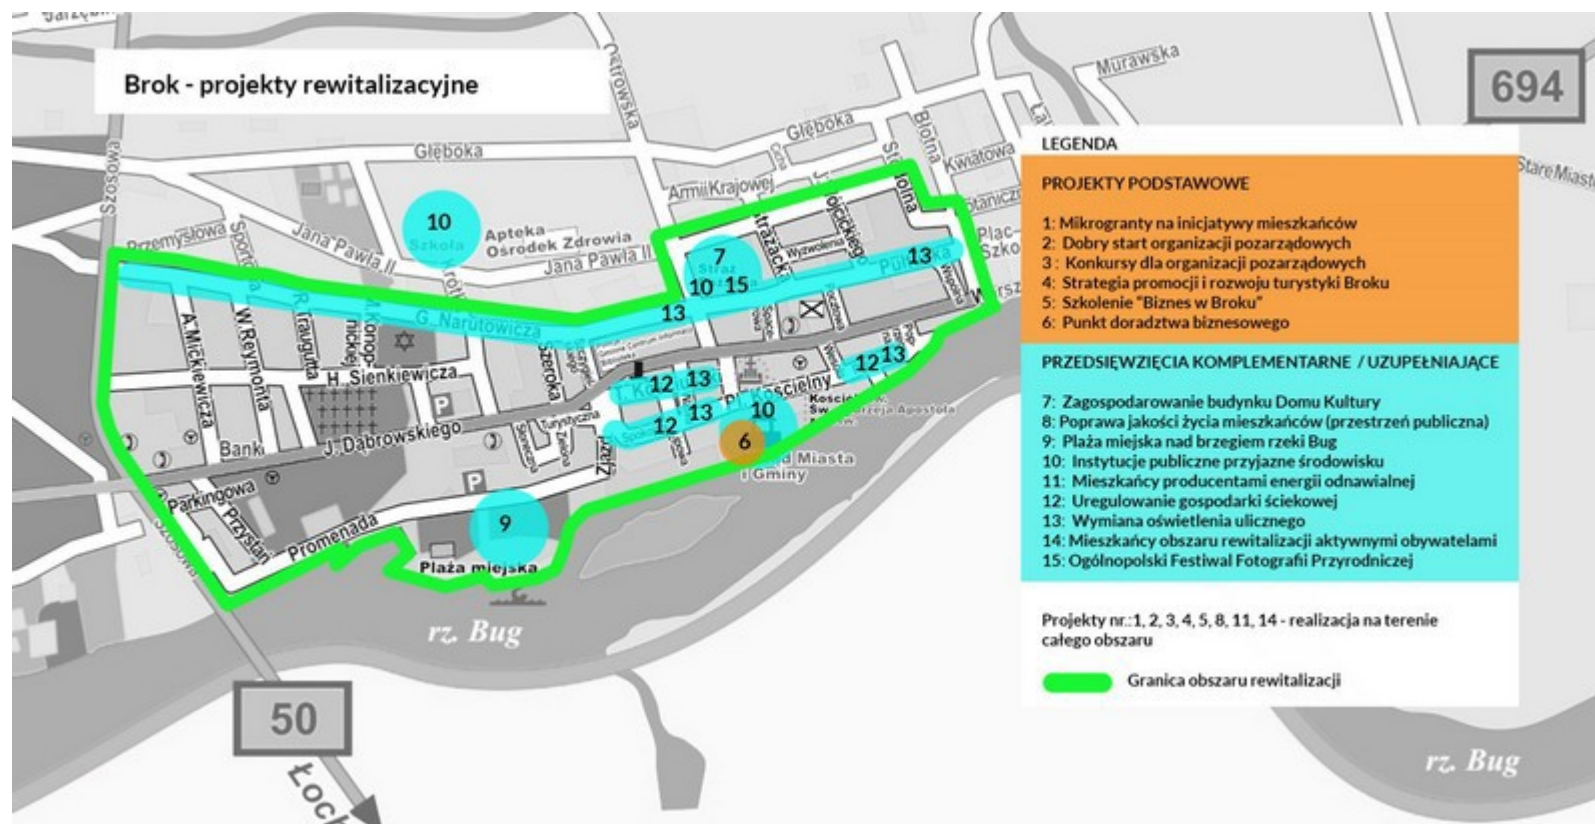 Brok - projekty rewitalizacyjne
694
50
LEGENDA
PROJEKTY PODSTAWOWE
1: Mikrogranty na inicjatywy mieszkańców
2: Dobry start organizacji pozarządowych
3 : Konkursy dla organizacji pozarządowych
4: Strategia promocji i rozwoju turystyki Broku
5: Szkolenie "Biznes w Broku"
6: Punkt doradztwa biznesowego
PRZEDSIĘWZIĘCIA KOMPLEMENTARNE / UZUPEŁNIAJĄCE
7: Zagospodarowanie budynku Domu Kultury
8: Poprawa jakości życia mieszkańców (przestrzeń publiczna)
9: Plaża miejska nad brzegiem rzeki Bug
10: Instytucje publiczne przyjazne środowisku
11: Mieszkańcy producentami energii odnawialnej
12: Uregulowanie gospodarki ściekowej
13: Wymiana oświetlenia ulicznego
14: Mieszkańcy obszaru rewitalizacji aktywnymi obywatelami
15: Ogólnopolski Festiwal Fotografii Przyrodniczej
Projekty nr.:1, 2, 3, 4, 5, 8, 11, 14 - realizacja na terenie
całego obszaru
Granica obszaru rewitalizacji
Murawska
Głęboka
Głęboka
Błotna
Kwiatowa
Armii Krajowej
Szosowa
Przemysłowa
Jana Pawła II
10
Szkoła
Apteka
Ośrodek Zdrowia
Jana Pawła II
7
10 15
Wyzwolenia
13
Plac
13
G. Narutowicza
A. Mickiewicza
W. Reymonta
R. Traugutta
H. Sienkiewicza
Szeroka
12 13
12 13
12 13
Kościelny
10
6
Miasta
i Gminy
J. Dąbrowskiego
Turystyczna
Zielona
Słoneczna
Bank
P
P
Parkingowa
Przystań
Promenada
9
Plaża miejska
Szosowa
rz. Bug
rz. Bug